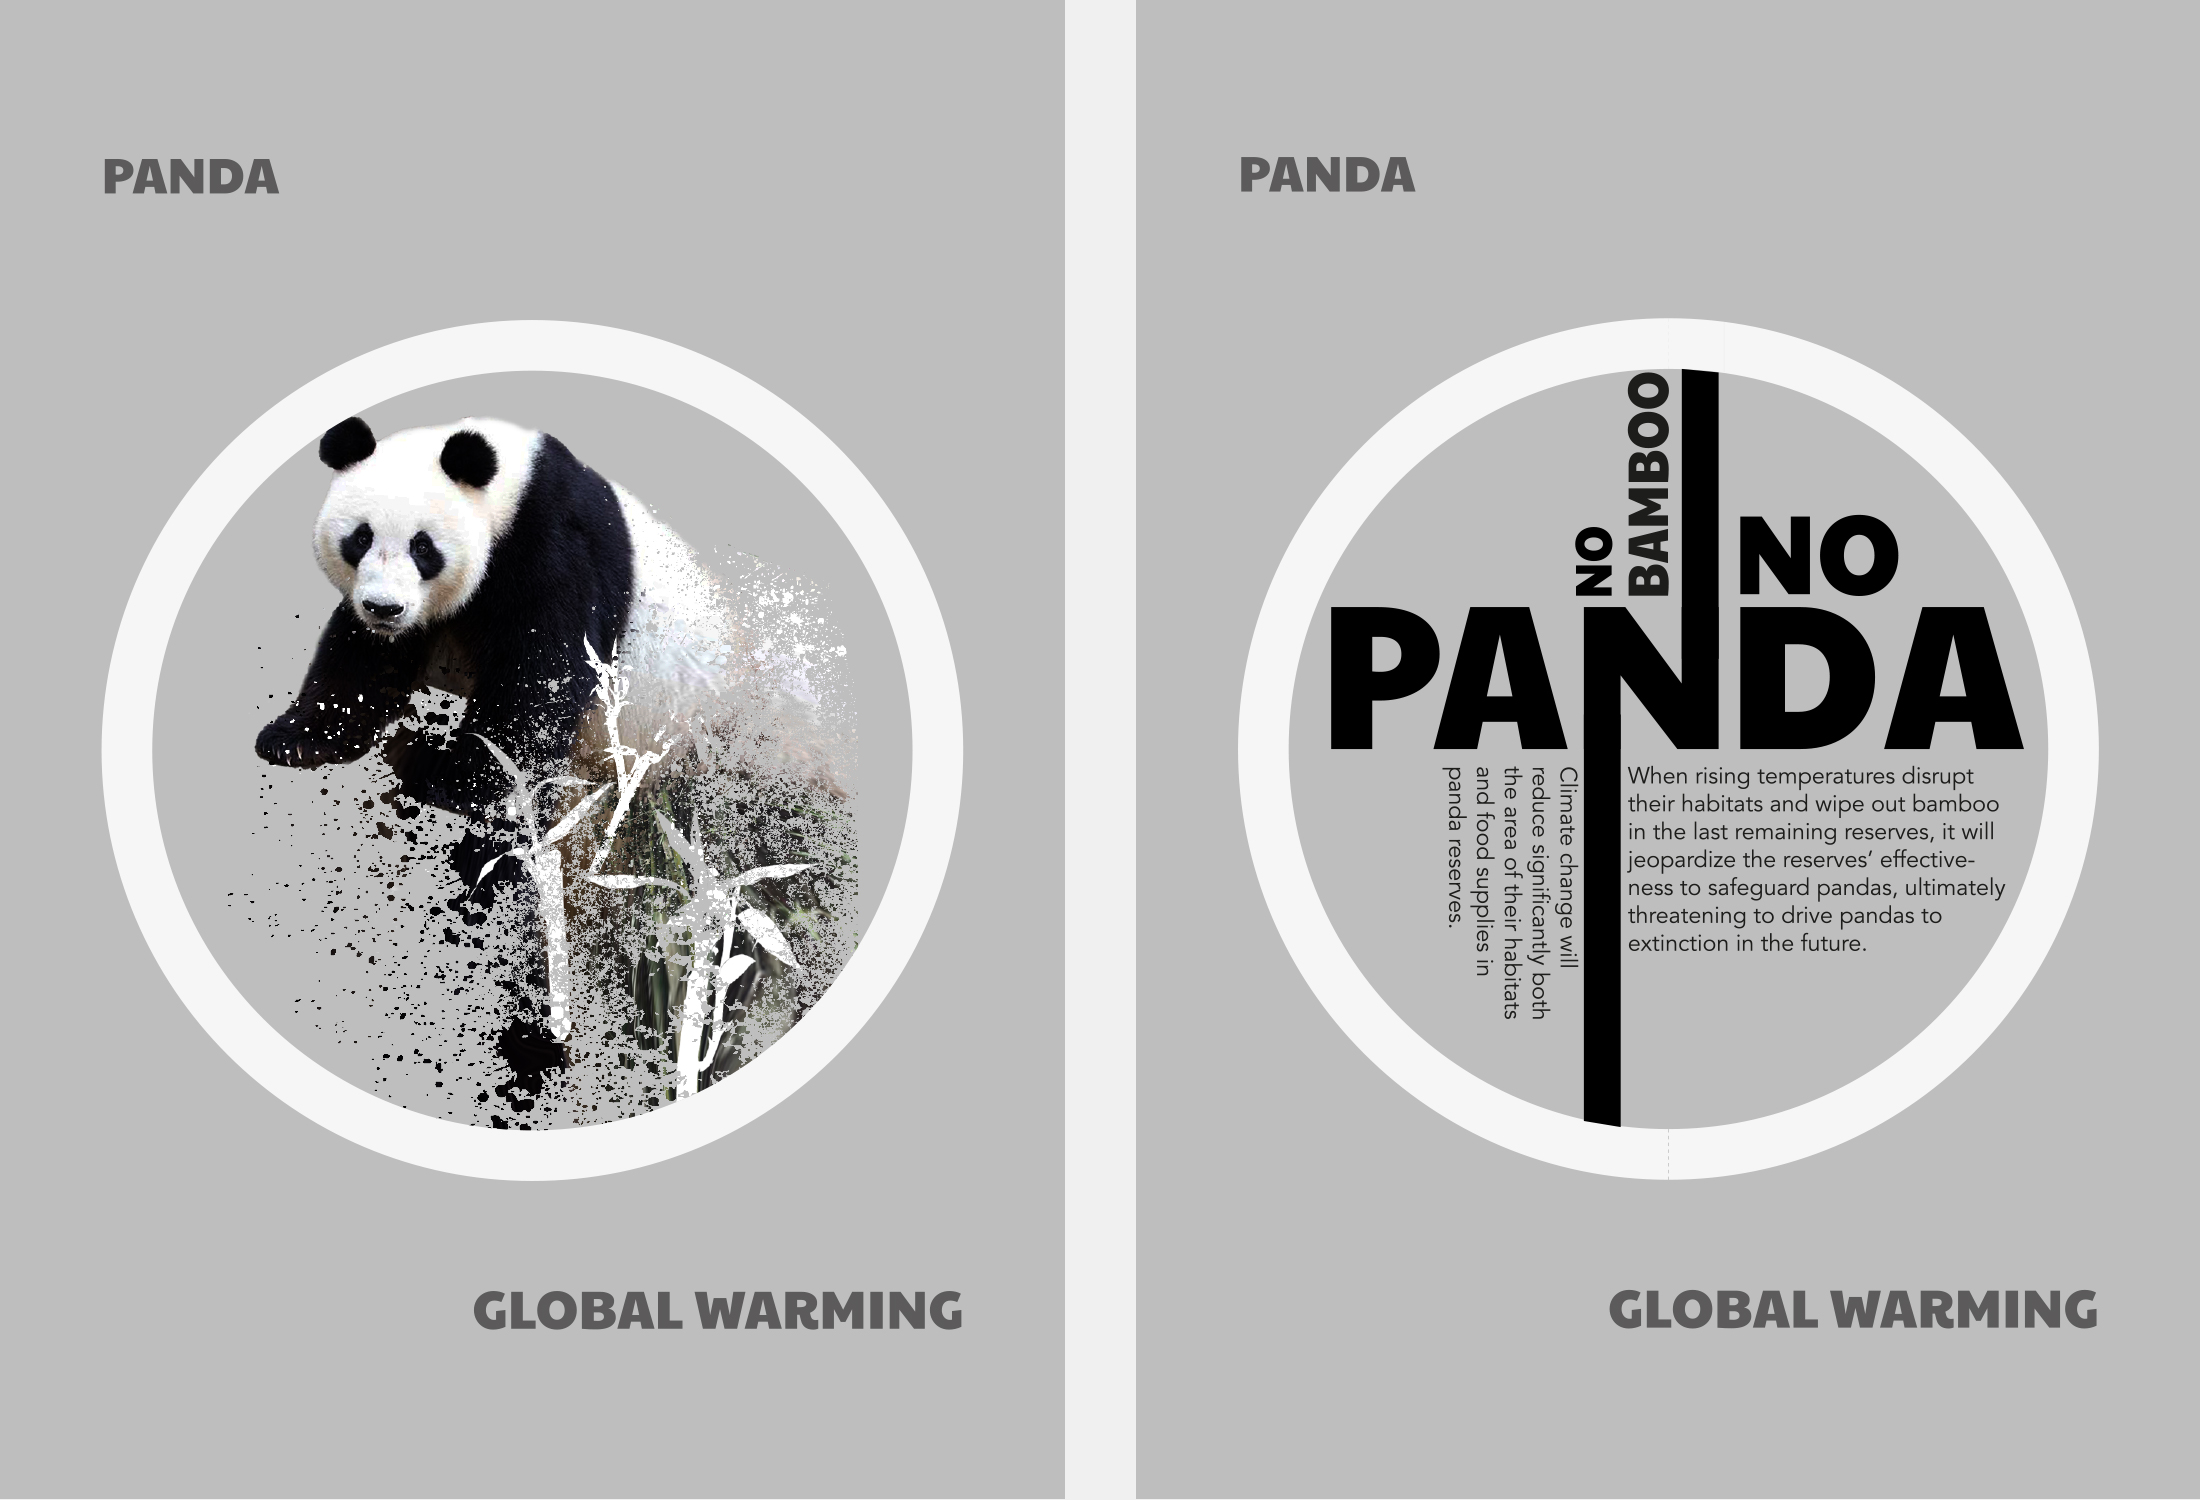 PANDA
GLOBAL WARMING
PANDA
NO
BAMBOO
NO
PANDA
Climate change will
reduce significantly both
the area of their habitats
and food supplies in
panda reserves.
When rising temperatures disrupt
their habitats and wipe out bamboo
in the last remaining reserves, it will
jeopardize the reserves’ effective-
ness to safeguard pandas, ultimately
threatening to drive pandas to
extinction in the future.
GLOBAL WARMING